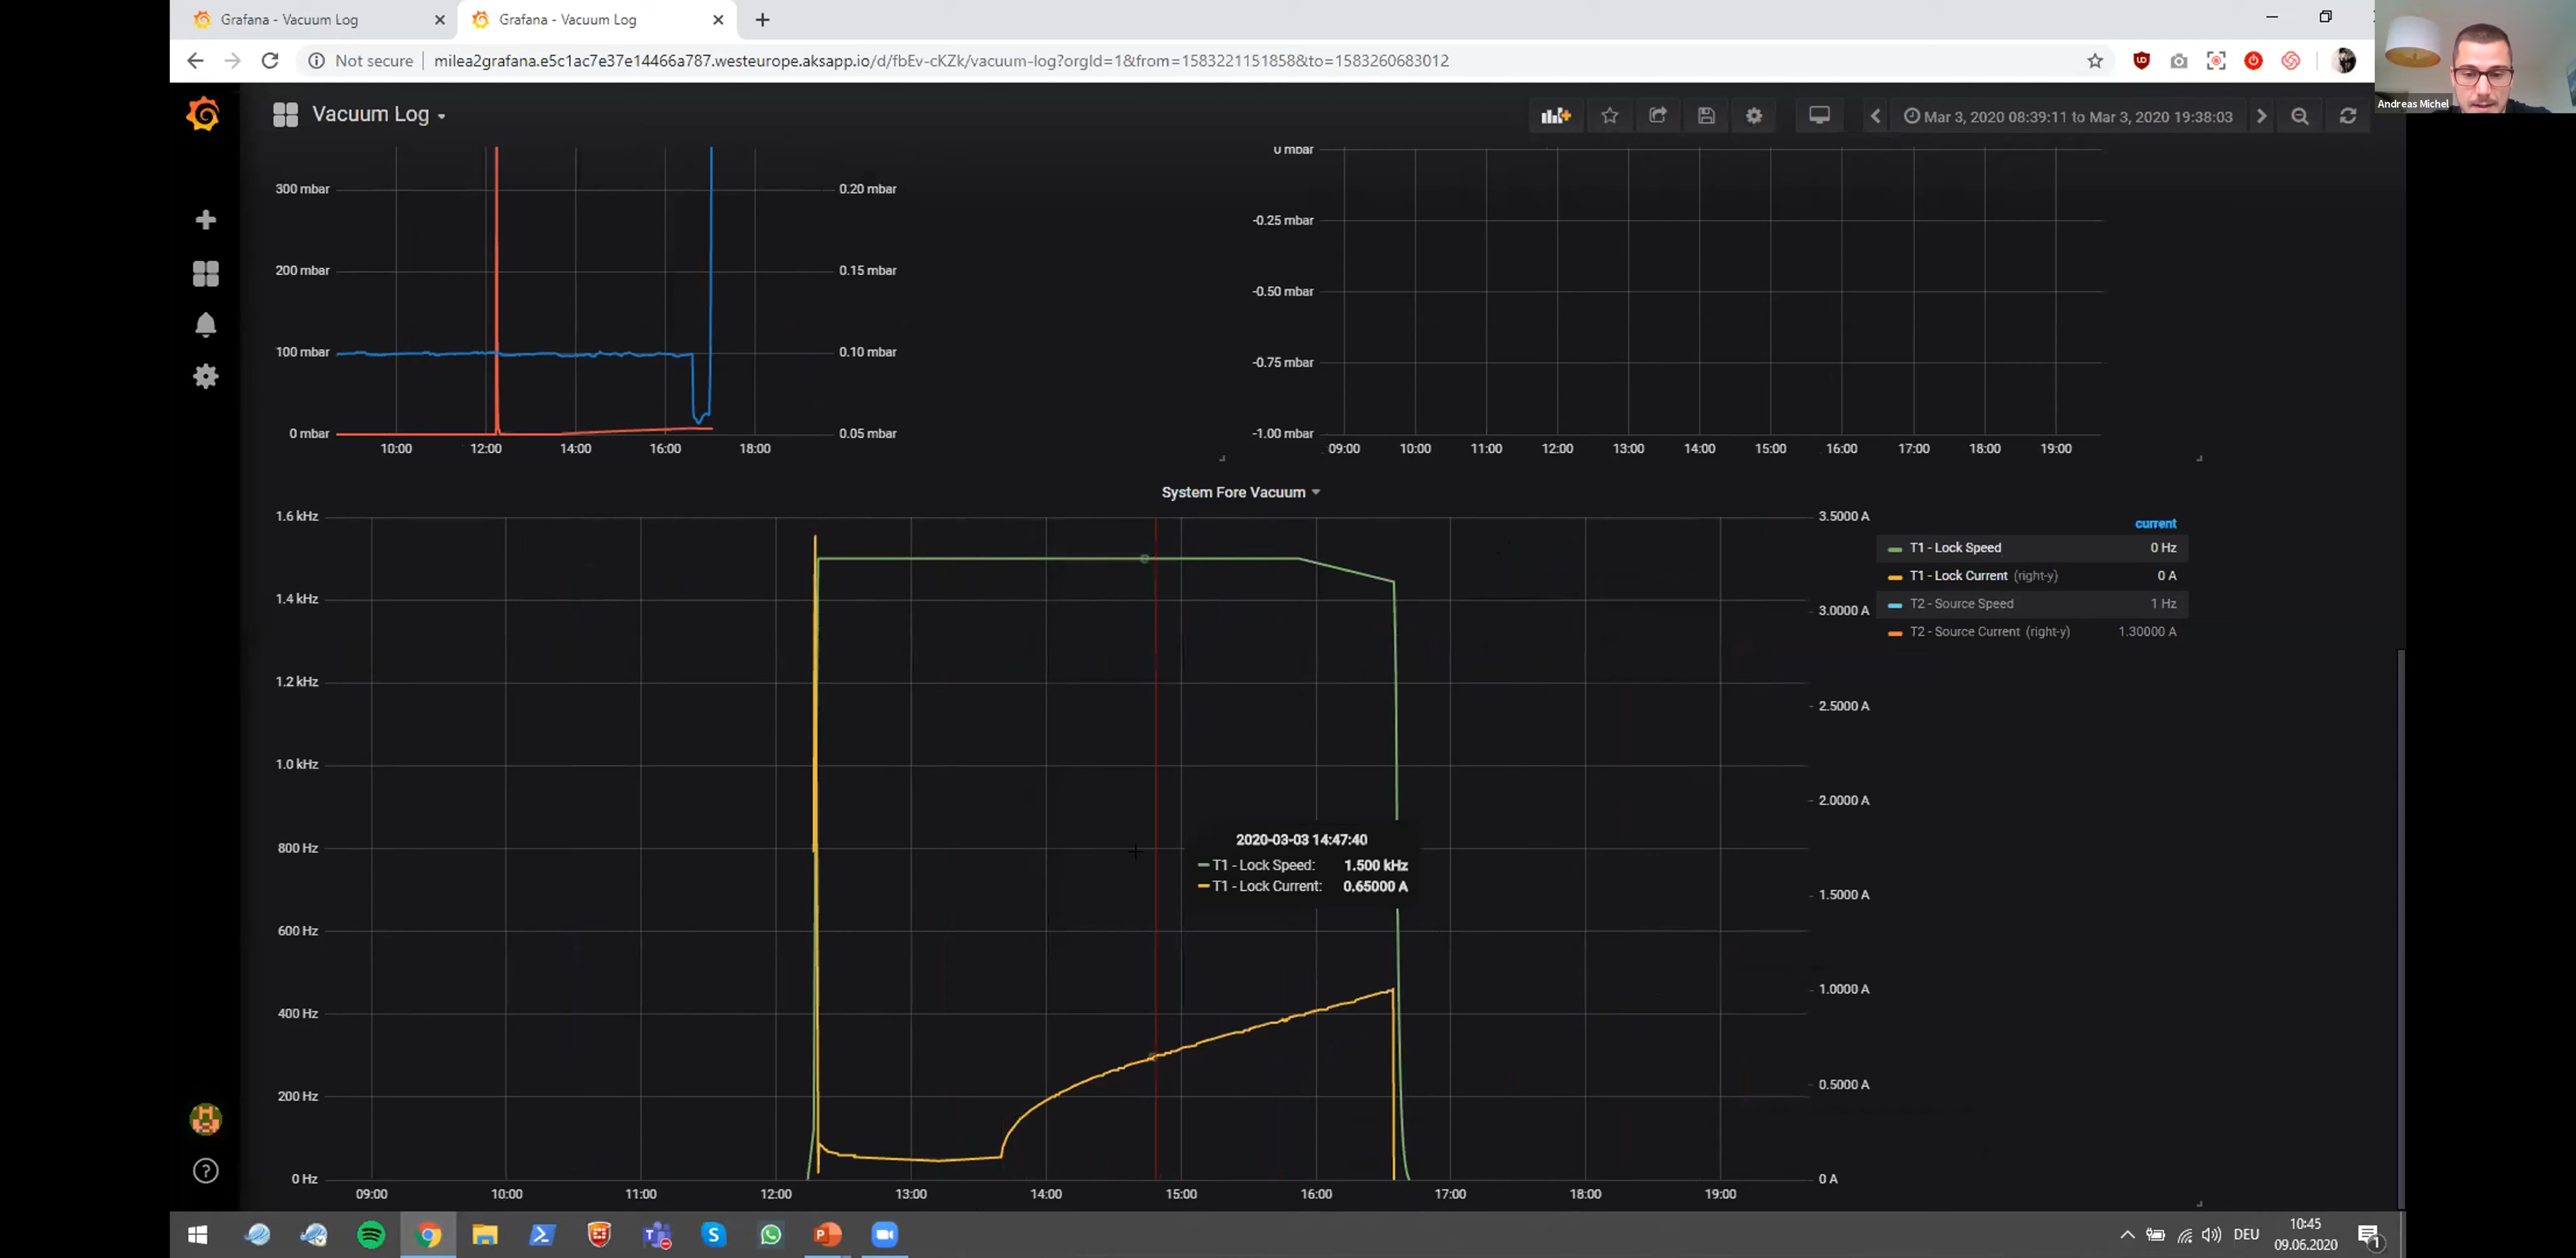 Grafana - Vacuum Log
Grafana - Vacuum Log
Not secure
milea2grafana.e5c1ac7e37e14466a787.westeurope.aksapp.io/d/fbEv-cKZk/vacuum-log?orgId=1&from=1583221151858&to=1583260683012
Andreas Michel
Vacuum Log
Mar 3, 2020 08:39:11 to Mar 3, 2020 19:38:03
300 mbar
200 mbar
100 mbar
0 mbar
0.20 mbar
0.15 mbar
0.10 mbar
0.05 mbar
10:00 12:00 14:00 16:00 18:00
0 mbar
-0.25 mbar
-0.50 mbar
-0.75 mbar
-1.00 mbar
09:00 10:00 11:00 12:00 13:00 14:00 15:00 16:00 17:00 18:00 19:00
System Fore Vacuum
1.6 kHz
1.4 kHz
1.2 kHz
1.0 kHz
800 Hz
600 Hz
400 Hz
200 Hz
0 Hz
3.5000 A
3.0000 A
2.5000 A
2.0000 A
1.5000 A
1.0000 A
0.5000 A
0 A
09:00 10:00 11:00 12:00 13:00 14:00 15:00 16:00 17:00 18:00 19:00
current
T1 - Lock Speed 0 Hz
T1 - Lock Current (right-y) 0 A
T2 - Source Speed 1 Hz
T2 - Source Current (right-y) 1.30000 A
2020-03-03 14:47:40
T1 - Lock Speed: 1.500 kHz
T1 - Lock Current: 0.65000 A
DEU
10:45
09.06.2020
1